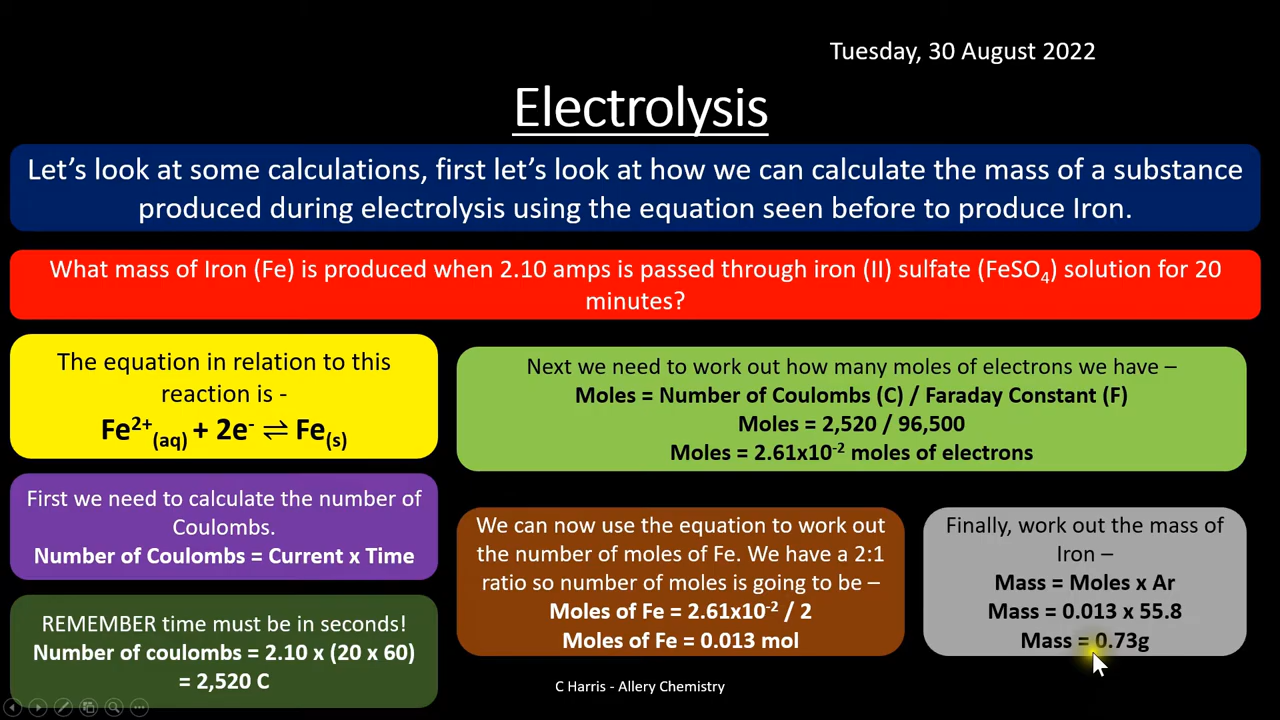 Tuesday, 30 August 2022
Electrolysis
Let's look at some calculations, first let's look at how we can calculate the mass of a substance
produced during electrolysis using the equation seen before to produce Iron.
What mass of Iron (Fe) is produced when 2.10 amps is passed through iron (II) sulfate (FeSO₄) solution for 20
minutes?
The equation in relation to this
reaction is -
Fe²⁺₍aq₎ + 2e⁻ ⇌ Fe₍s₎
First we need to calculate the number of
Coulombs.
Number of Coulombs = Current x Time
REMEMBER time must be in seconds!
Number of coulombs = 2.10 x (20 x 60)
= 2,520 C
Next we need to work out how many moles of electrons we have –
Moles = Number of Coulombs (C) / Faraday Constant (F)
Moles = 2,520 / 96,500
Moles = 2.61x10⁻² moles of electrons
We can now use the equation to work out
the number of moles of Fe. We have a 2:1
ratio so number of moles is going to be –
Moles of Fe = 2.61x10⁻² / 2
Moles of Fe = 0.013 mol
Finally, work out the mass of
Iron –
Mass = Moles x Ar
Mass = 0.013 x 55.8
Mass = 0.73g
C Harris - Allery Chemistry